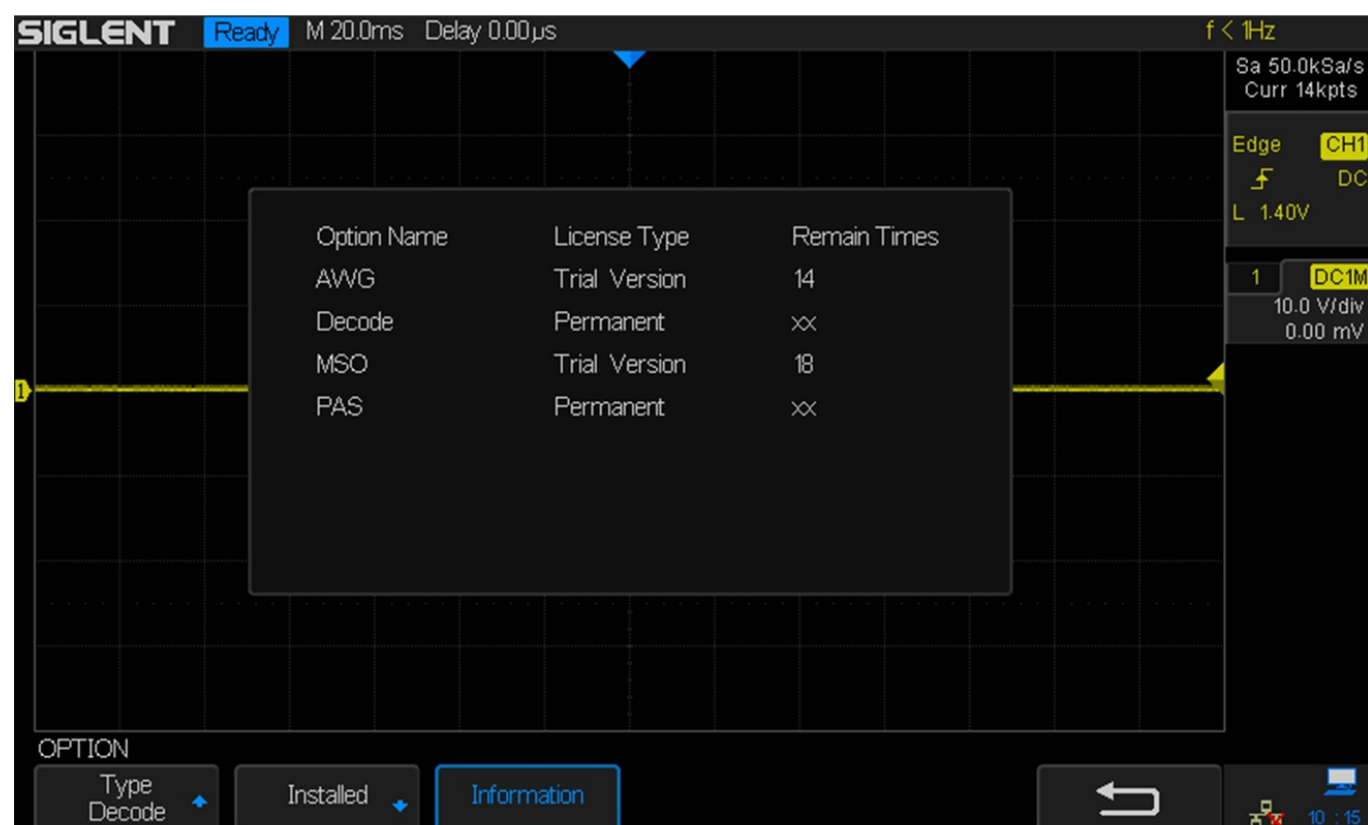 SIGLENT Ready M 20.0ms Delay 0.00µs f < 1Hz
Sa 50.0kSa/s
Curr 14kpts
Edge CH1
DC
L 1.40V
1 DC1M
10.0 V/div
0.00 mV
Option Name License Type Remain Times
AWG Trial Version 14
Decode Permanent xx
MSO Trial Version 18
PAS Permanent xx
1
OPTION
Type
Decode
Installed
Information
10 : 15